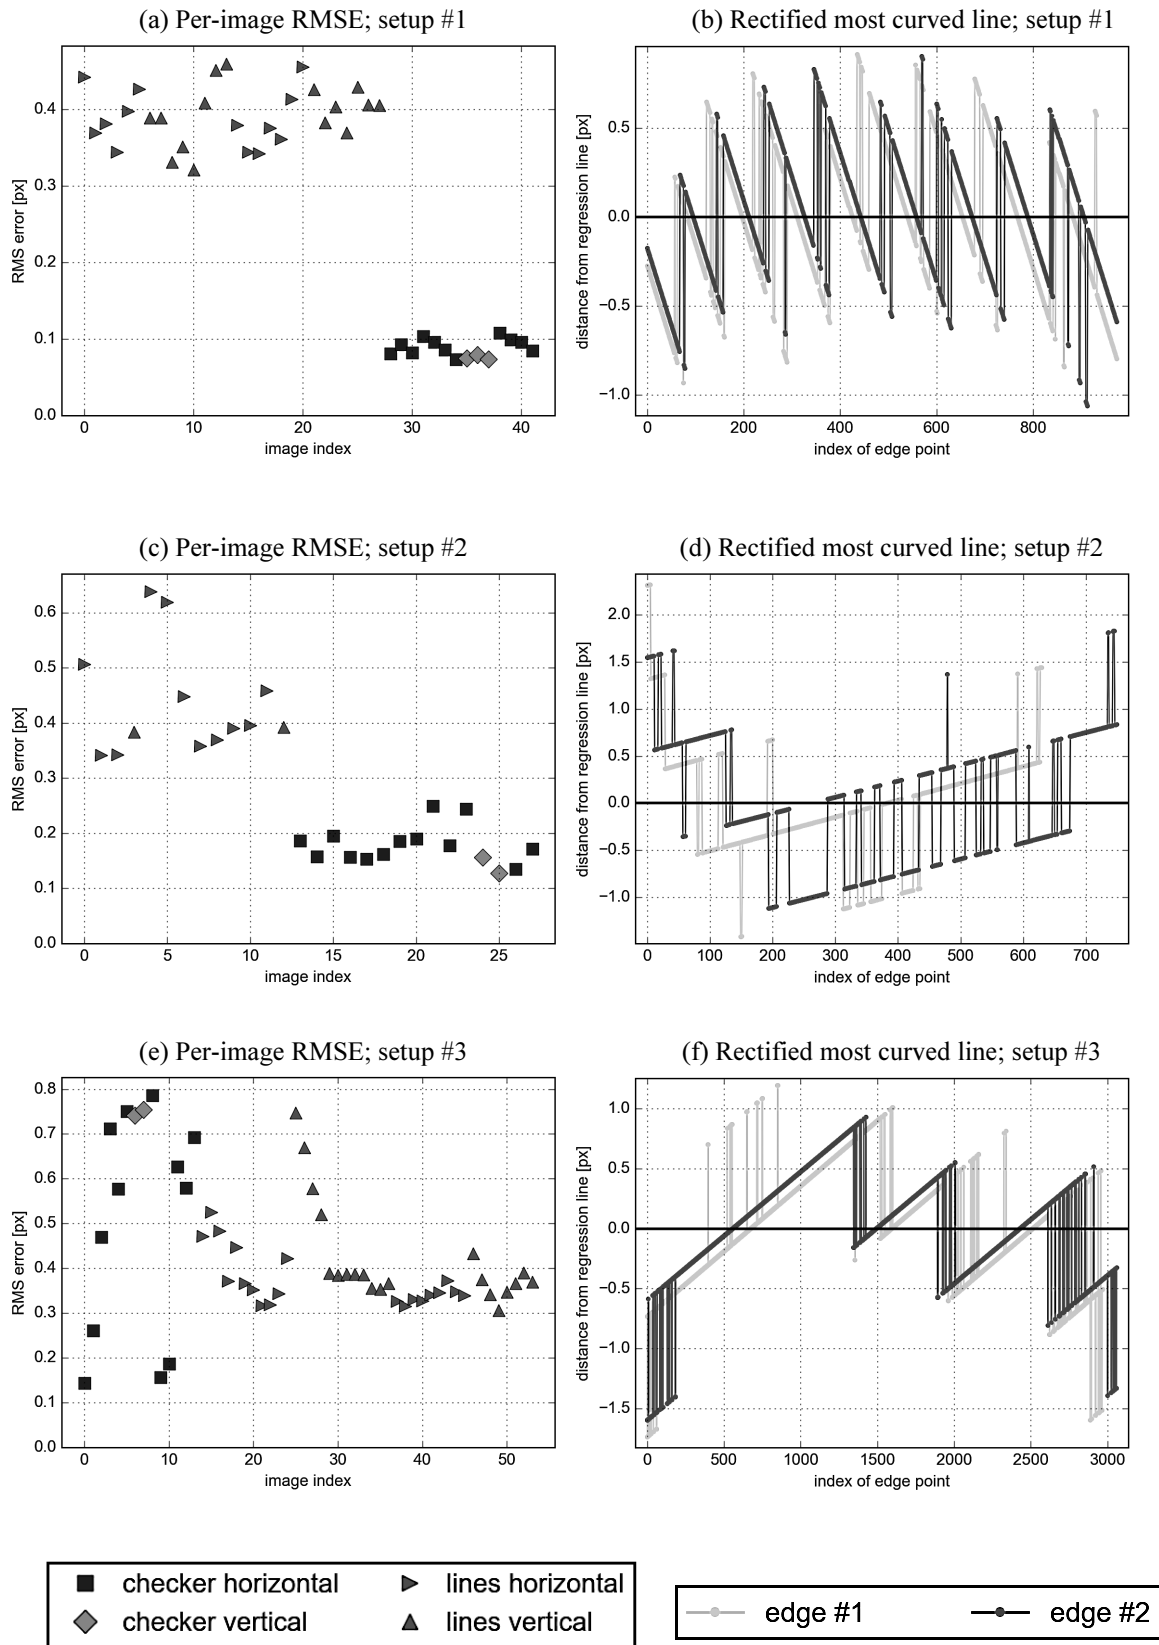 (a) Per-image RMSE; setup #1
RMS error [px]
0.4
0.3
0.2
0.1
0.0
0 10 20 30 40
image index
(b) Rectified most curved line; setup #1
distance from regression line [px]
0.5
0.0
−0.5
−1.0
0 200 400 600 800
index of edge point
(c) Per-image RMSE; setup #2
RMS error [px]
0.6
0.5
0.4
0.3
0.2
0.1
0.0
0 5 10 15 20 25
image index
(d) Rectified most curved line; setup #2
distance from regression line [px]
2.0
1.5
1.0
0.5
0.0
−0.5
−1.0
0 100 200 300 400 500 600 700
index of edge point
(e) Per-image RMSE; setup #3
RMS error [px]
0.8
0.7
0.6
0.5
0.4
0.3
0.2
0.1
0.0
0 10 20 30 40 50
image index
(f) Rectified most curved line; setup #3
distance from regression line [px]
1.0
0.5
0.0
−0.5
−1.0
−1.5
0 500 1000 1500 2000 2500 3000
index of edge point
checker horizontal
lines horizontal
checker vertical
lines vertical
edge #1
edge #2